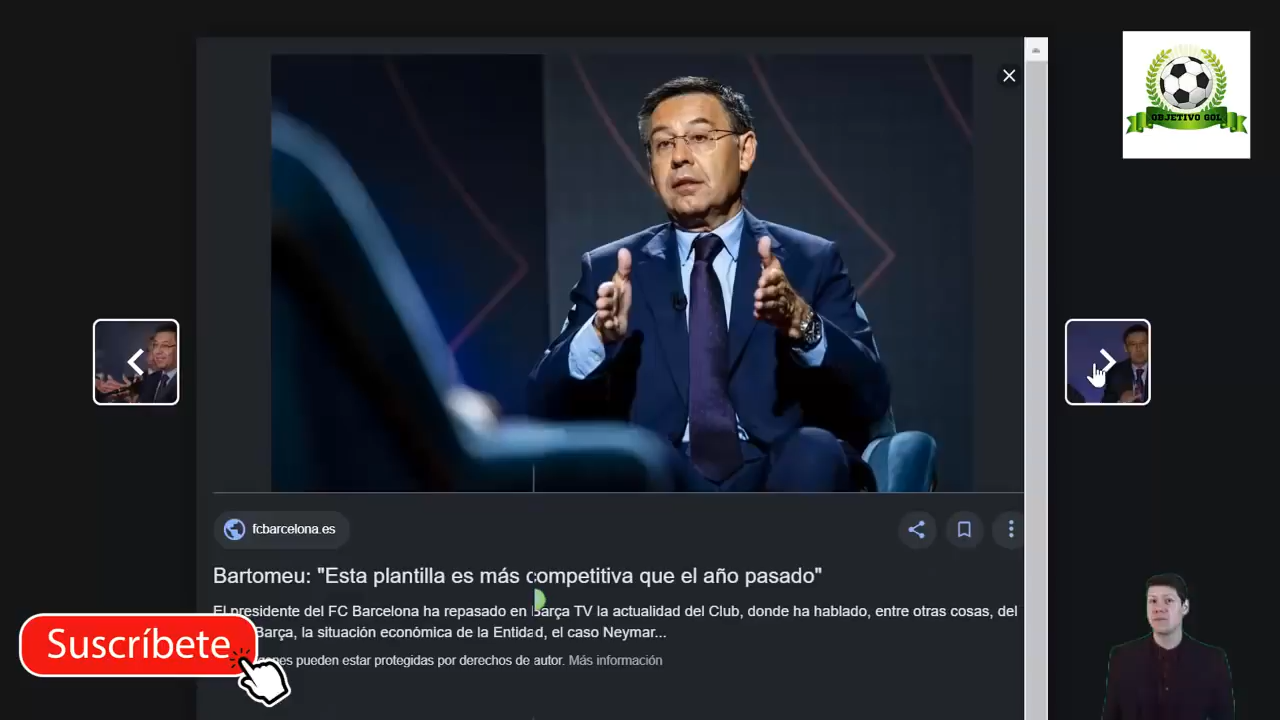 OBJETIVO GOL
fcbarcelona.es
Bartomeu: "Esta plantilla es más competitiva que el año pasado"
El presidente del FC Barcelona ha repasado en Barça TV la actualidad del Club, donde ha hablado, entre otras cosas, del
Barça, la situación económica de la Entidad, el caso Neymar...
Suscríbete
pueden estar protegidas por derechos de autor. Más información